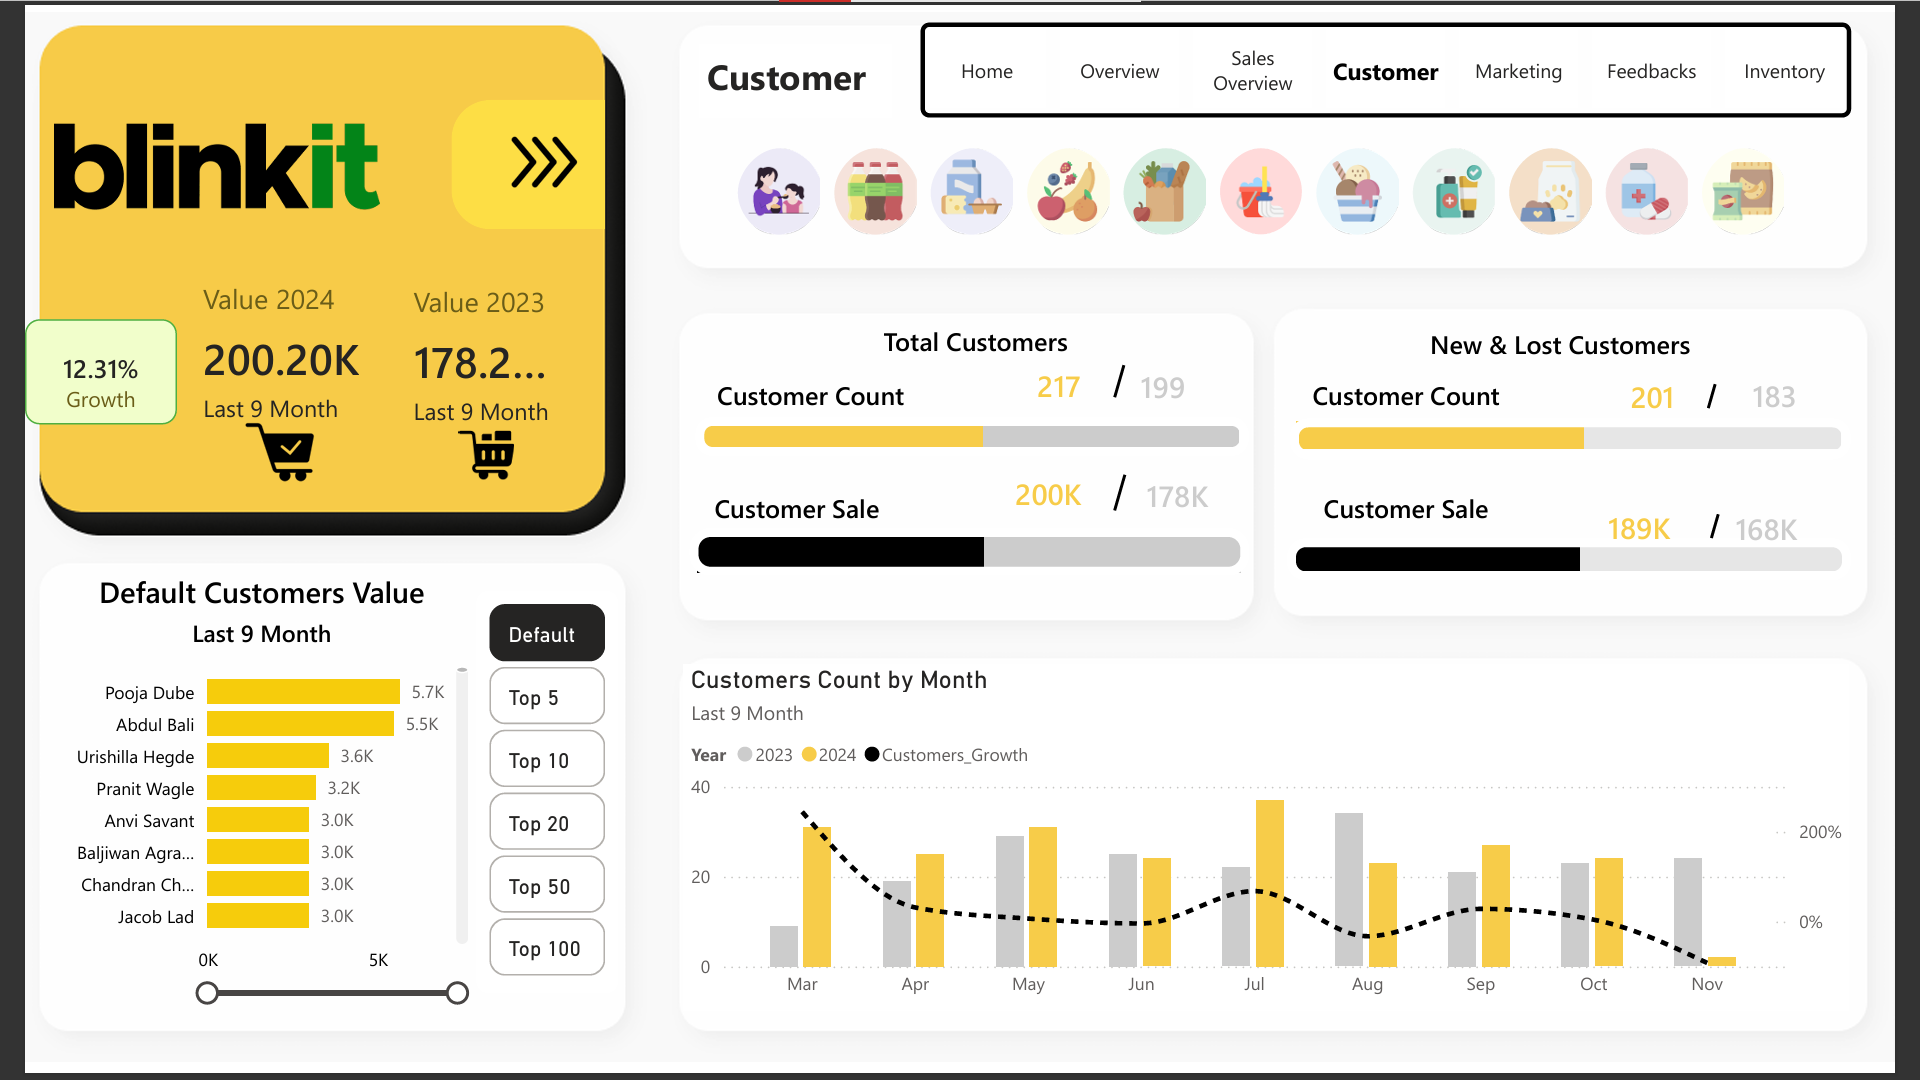 blinkit
Value 2024
Value 2023
200.20K
178.2...
Last 9 Month
Last 9 Month
12.31%
Growth
Customer
Home
Overview
Sales
Overview
Customer
Marketing
Feedbacks
Inventory
Total Customers
Customer Count
217 / 199
Customer Sale
200K / 178K
New & Lost Customers
Customer Count
201 / 183
Customer Sale
189K / 168K
Default Customers Value
Last 9 Month
Pooja Dube 5.7K
Abdul Bali 5.5K
Urishilla Hegde 3.6K
Pranit Wagle 3.2K
Anvi Savant 3.0K
Baljiwan Agra... 3.0K
Chandran Ch... 3.0K
Jacob Lad 3.0K
0K 5K
Default
Top 5
Top 10
Top 20
Top 50
Top 100
Customers Count by Month
Last 9 Month
Year 2023 2024 Customers_Growth
40
20
0
200%
0%
Mar Apr May Jun Jul Aug Sep Oct Nov